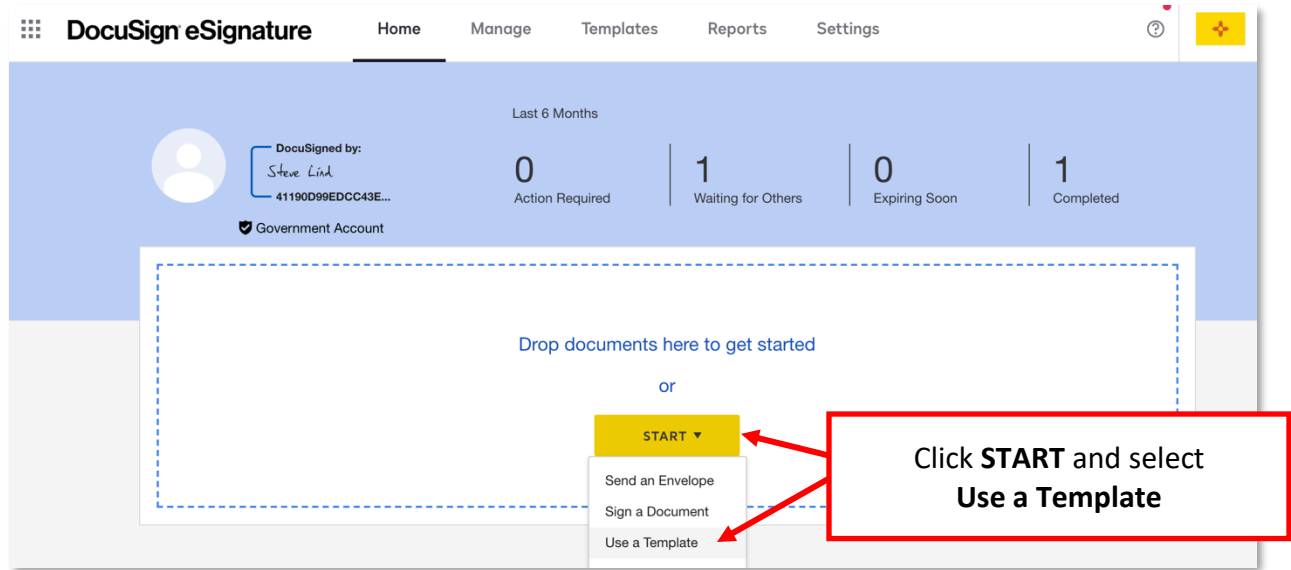 DocuSign eSignature Home Manage Templates Reports Settings
Last 6 Months
DocuSigned by:
Steve Lind
41190D99EDCC43E...
Government Account
0 1 0 1
Action Required Waiting for Others Expiring Soon Completed
Drop documents here to get started
or
START
Send an Envelope
Sign a Document
Use a Template
Click START and select
Use a Template